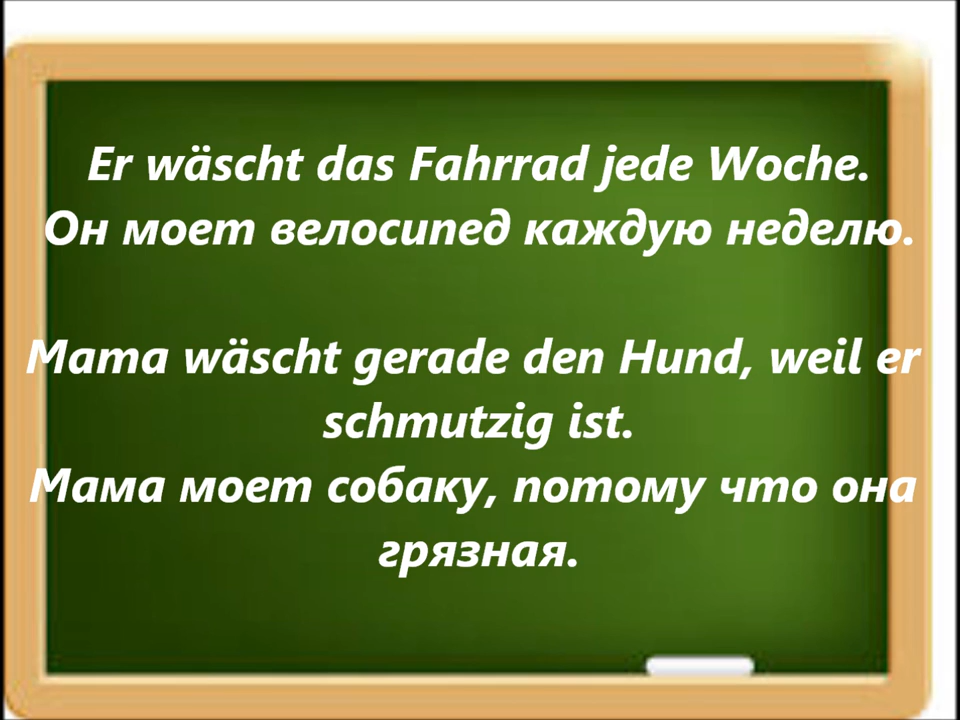 Er wäscht das Fahrrad jede Woche.
Он моет велосипед каждую неделю.
Mama wäscht gerade den Hund, weil er
schmutzig ist.
Мама моет собаку, потому что она
грязная.